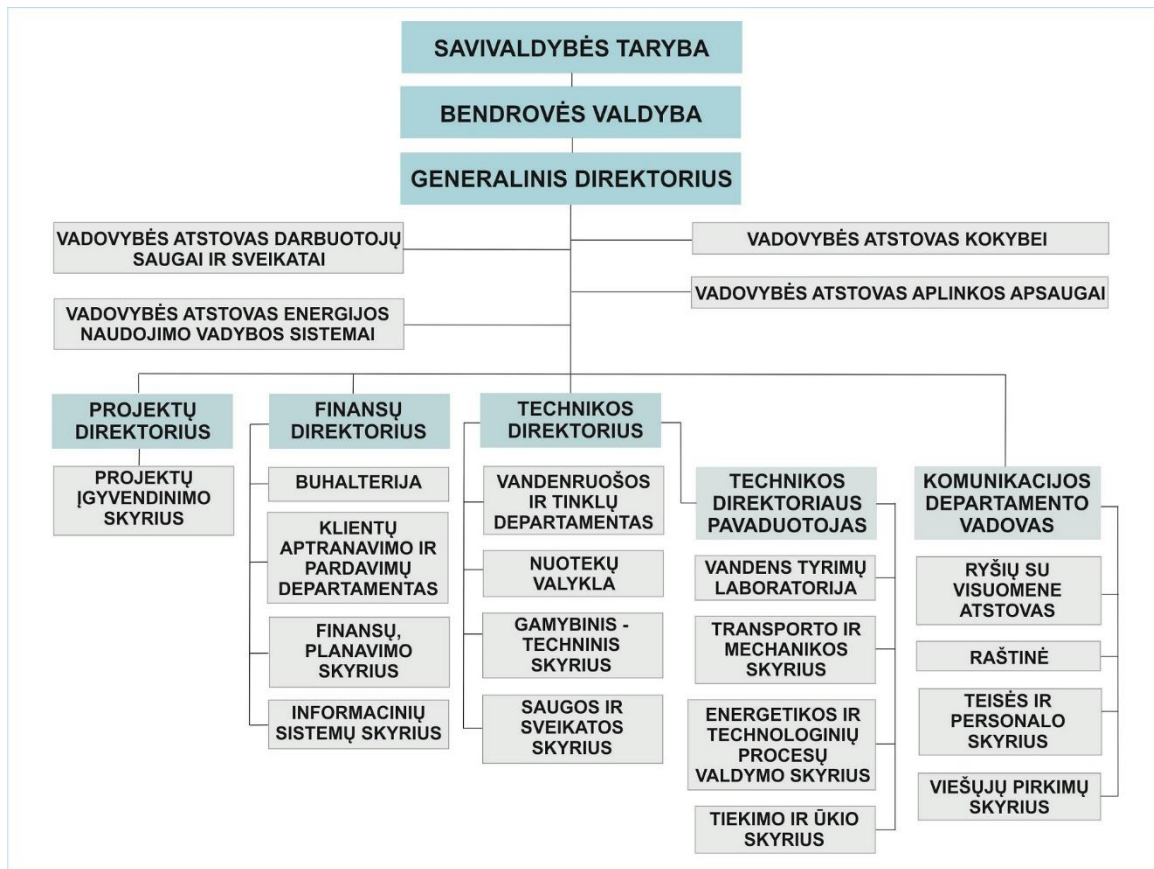 SAVIVALDYBĖS TARYBA
BENDROVĖS VALDYBA
GENERALINIS DIREKTORIUS
VADOVYBĖS ATSTOVAS DARBUOTOJŲ
SAUGAI IR SVEIKATAI
VADOVYBĖS ATSTOVAS KOKYBEI
VADOVYBĖS ATSTOVAS ENERGIJOS
NAUDOJIMO VADYBOS SISTEMAI
VADOVYBĖS ATSTOVAS APLINKOS APSAUGAI
PROJEKTŲ
DIREKTORIUS
PROJEKTŲ
ĮGYVENDINIMO
SKYRIUS
FINANSŲ
DIREKTORIUS
BUHALTERIJA
KLIENTŲ
APTRANAVIMO IR
PARDAVIMŲ
DEPARTAMENTAS
FINANSŲ,
PLANAVIMO
SKYRIUS
INFORMACINIŲ
SISTEMŲ SKYRIUS
TECHNIKOS
DIREKTORIUS
VANDENRUOŠOS
IR TINKLŲ
DEPARTAMENTAS
NUOTEKŲ
VALYKLA
GAMYBINIS -
TECHNINIS
SKYRIUS
SAUGOS IR
SVEIKATOS
SKYRIUS
TECHNIKOS
DIREKTORIAUS
PAVADUOTOJAS
VANDENS TYRIMŲ
LABORATORIJA
TRANSPORTO IR
MECHANIKOS
SKYRIUS
ENERGETIKOS IR
TECHNOLOGINIŲ
PROCESŲ
VALDYMO SKYRIUS
TIEKIMO IR ŪKIO
SKYRIUS
KOMUNIKACIJOS
DEPARTAMENTO
VADOVAS
RYŠIŲ SU
VISUOMENE
ATSTOVAS
RAŠTINĖ
TEISĖS IR
PERSONALO
SKYRIUS
VIEŠŲJŲ PIRKIMŲ
SKYRIUS